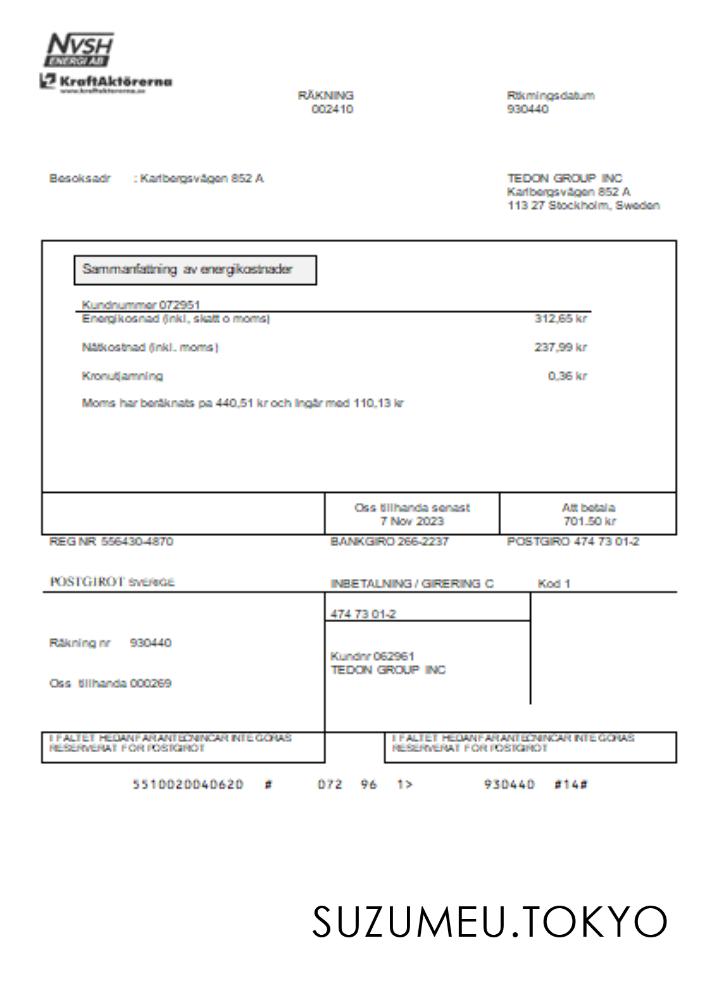 NVSH
ENERGI AB
KraftAktörerna
www.kraftaktorerna.se
RÄKNING
002410
Rtkmingsdatum
930440
Besoksadr : Karlbergsvägen 852 A
TEDON GROUP INC
Karlbergsvägen 852 A
113 27 Stockholm, Sweden
Sammanfattning av energikostnader
Kundnummer 072951
Energikosnad (inkl, skatt o moms) 312,65 kr
Nätkostnad (inkl. moms) 237,99 kr
Kronutjamning 0,36 kr
Moms har beräknats pa 440,51 kr och Ingår med 110,13 kr
Oss tillhanda senast
7 Nov 2023
Att betala
701.50 kr
REG NR 556430-4870 BANKGIRO 266-2237 POSTGIRO 474 73 01-2
POSTGIROT SVERIGE INBETALNING / GIRERING C Kod 1
474 73 01-2
Räkning nr 930440
Kundnr 062961
TEDON GROUP INC
Oss tillhanda 000269
I FALTET HEDANFAR ANTECNINCAR INTE GORAS
RESERVERAT FOR POSTGIROT
I FALTET HEDANFAR ANTECNINCAR INTE GORAS
RESERVERAT FOR POSTGIROT
5510020040620 # 072 96 1> 930440 #14#
SUZUMEU.TOKYO